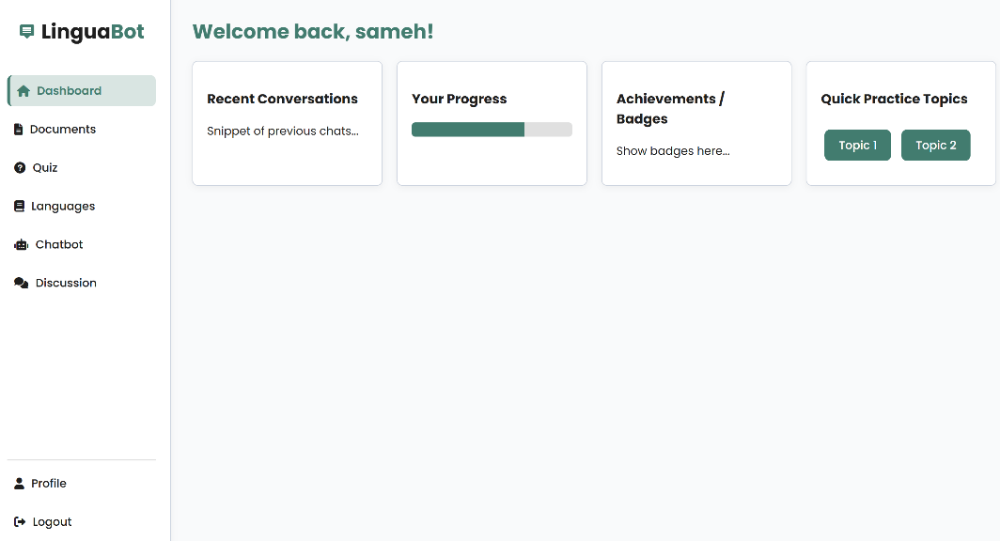 LinguaBot
Dashboard
Documents
Quiz
Languages
Chatbot
Discussion
Profile
Logout
Welcome back, sameh!
Recent Conversations
Snippet of previous chats...
Your Progress
Achievements /
Badges
Show badges here...
Quick Practice Topics
Topic 1
Topic 2